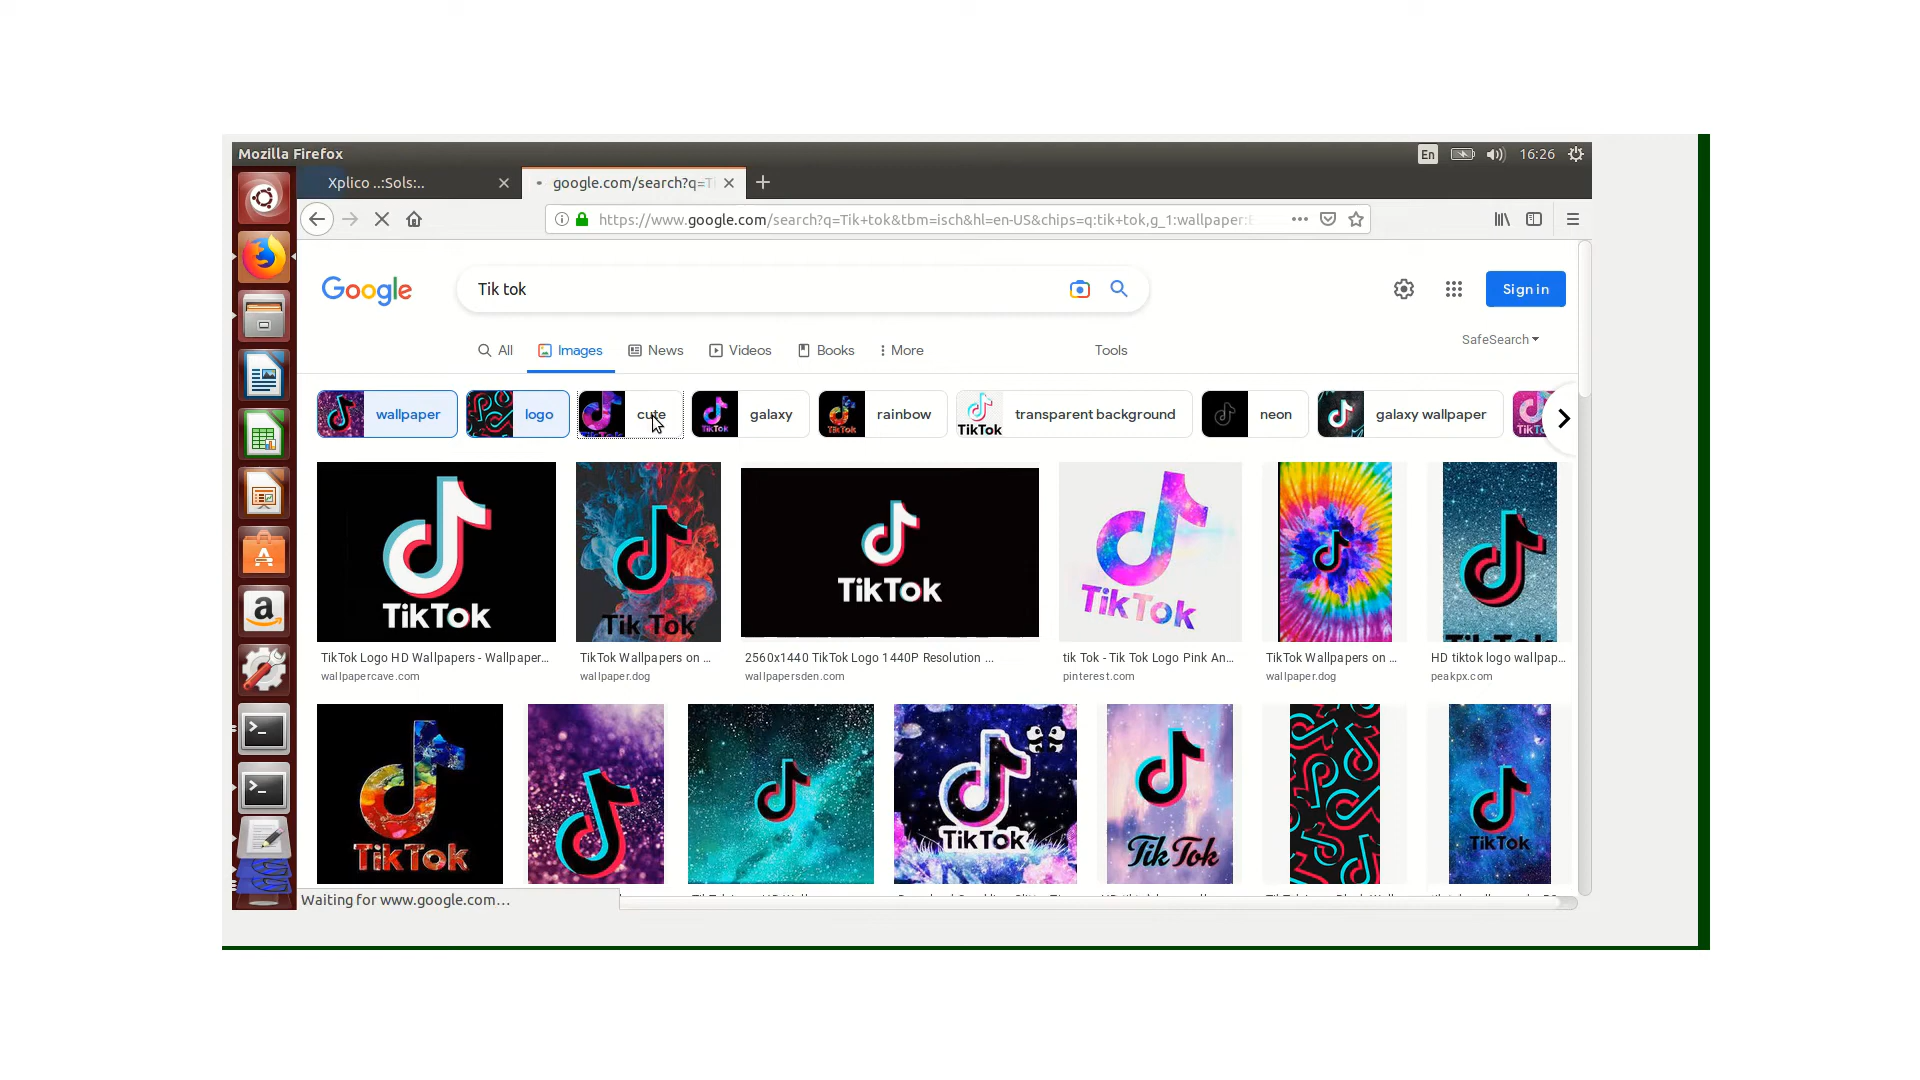 Mozilla Firefox
En
16:26
Xplico ..:Sols:..
google.com/search?q=Ti
https://www.google.com/search?q=Tik+tok&tbm=isch&hl=en-US&chips=q:tik+tok,g_1:wallpaper:
Google
Tik tok
Sign in
All
Images
News
Videos
Books
More
Tools
SafeSearch
wallpaper
logo
cute
galaxy
rainbow
transparent background
neon
galaxy wallpaper
TikTok
Tik Tok
TikTok
TikTok
TikTok Logo HD Wallpapers - Wallpaper...
TikTok Wallpapers on ...
2560x1440 TikTok Logo 1440P Resolution ...
tik Tok - Tik Tok Logo Pink An...
TikTok Wallpapers on ...
HD tiktok logo wallpap...
wallpapercave.com
wallpaper.dog
wallpapersden.com
pinterest.com
wallpaper.dog
peakpx.com
TikTok
TikTok
Tik Tok
TikTok
Waiting for www.google.com...